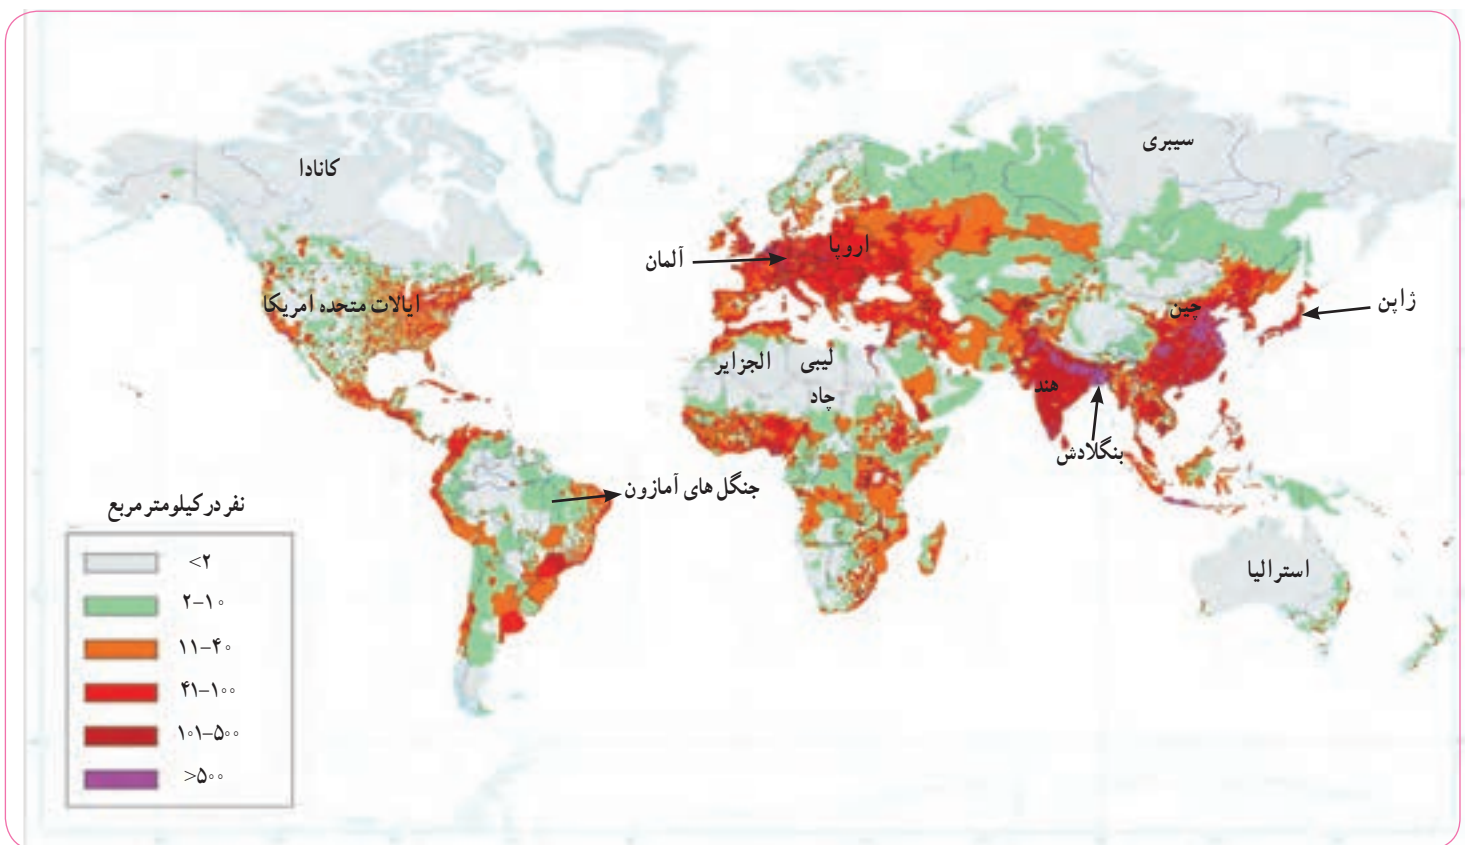 کانادا
سیبری
اروپا
آلمان
ایالات متحده امریکا
چین
ژاپن
الجزایر
لیبی
چاد
هند
بنگلادش
جنگل های آمازون
استرالیا
نفر در کیلومتر مربع
<۲
۲–۱۰
۱۱–۴۰
۴۱–۱۰۰
۱۰۱–۵۰۰
>۵۰۰